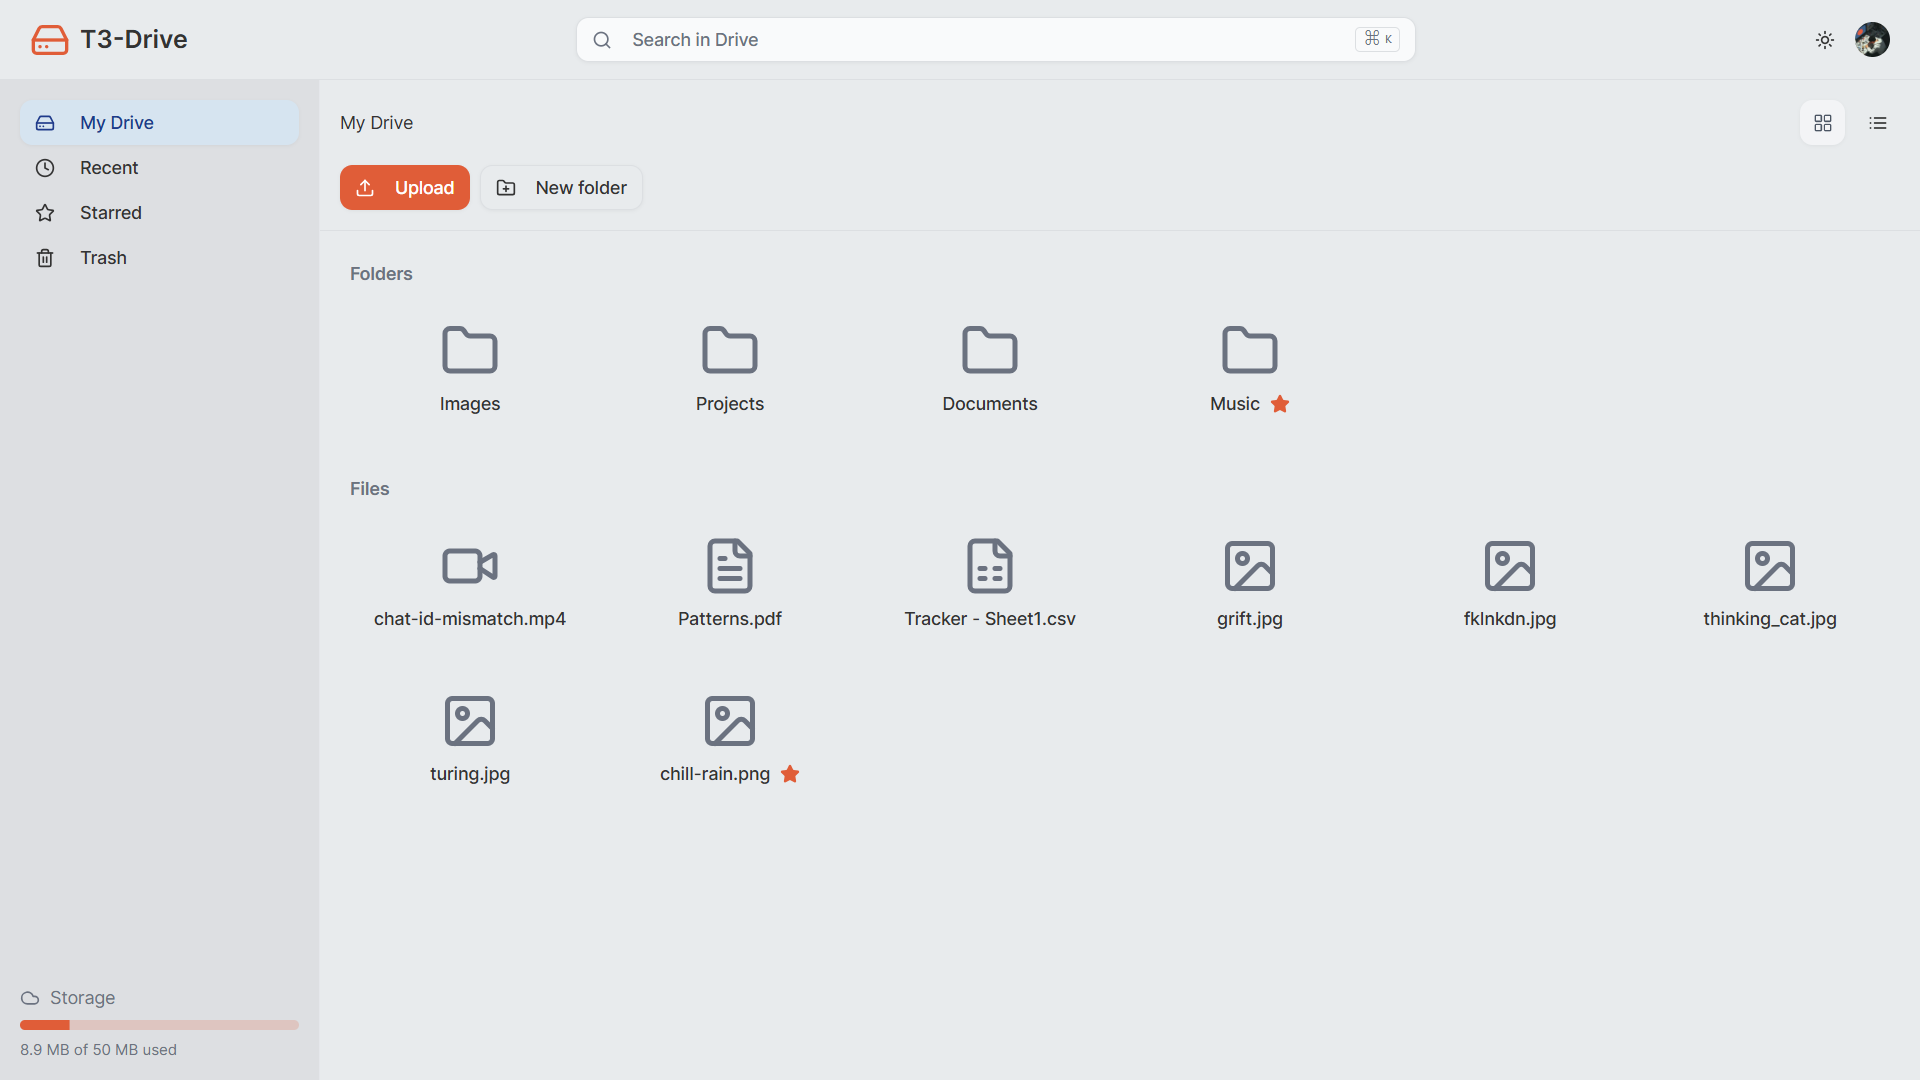 T3-Drive
Search in Drive
⌘ K
My Drive
Recent
Starred
Trash
My Drive
Upload
New folder
Folders
Images
Projects
Documents
Music
Files
chat-id-mismatch.mp4
Patterns.pdf
Tracker - Sheet1.csv
grift.jpg
fklnkdn.jpg
thinking_cat.jpg
turing.jpg
chill-rain.png
Storage
8.9 MB of 50 MB used